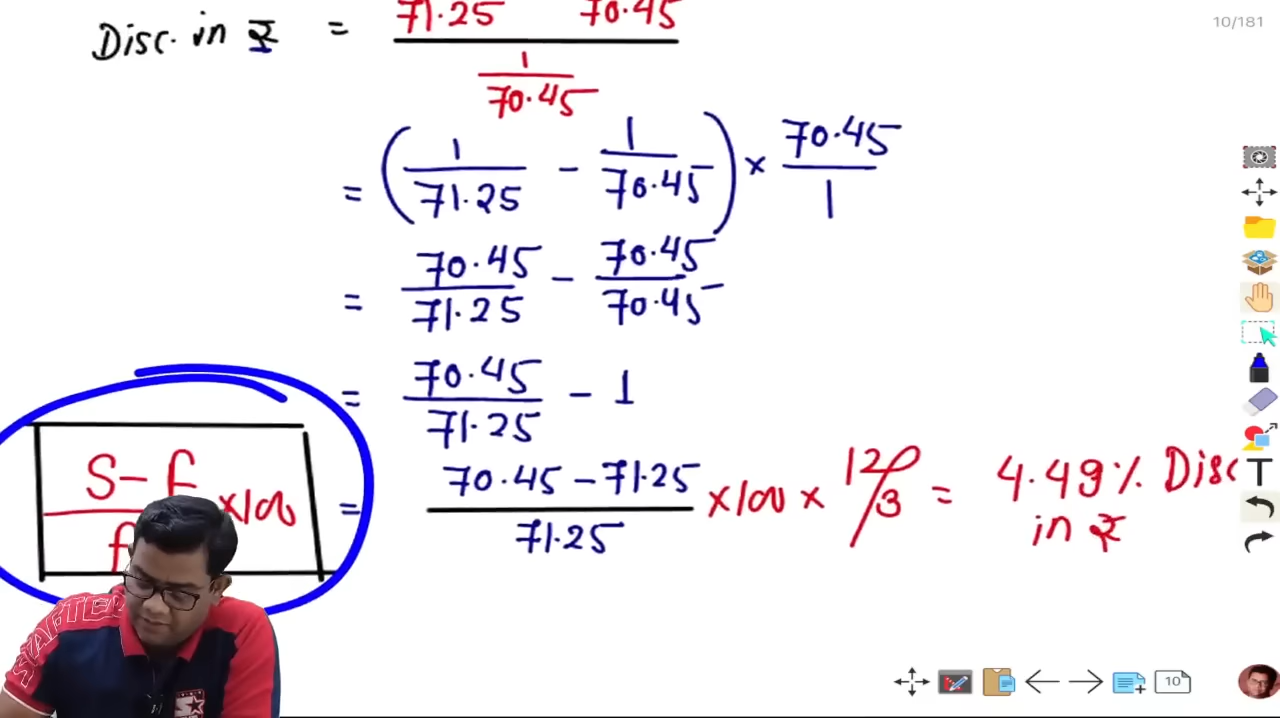 10/181
Disc. in ₹ = 71.25 70.45
1
70.45
= ( 1/71.25 - 1/70.45 ) × 70.45/1
= 70.45/71.25 - 70.45/70.45
= 70.45/71.25 - 1
S-f/f ×100 = 70.45-71.25/71.25 ×100 × 12/3 = 4.49% Disc
in ₹
STARTED
T
10